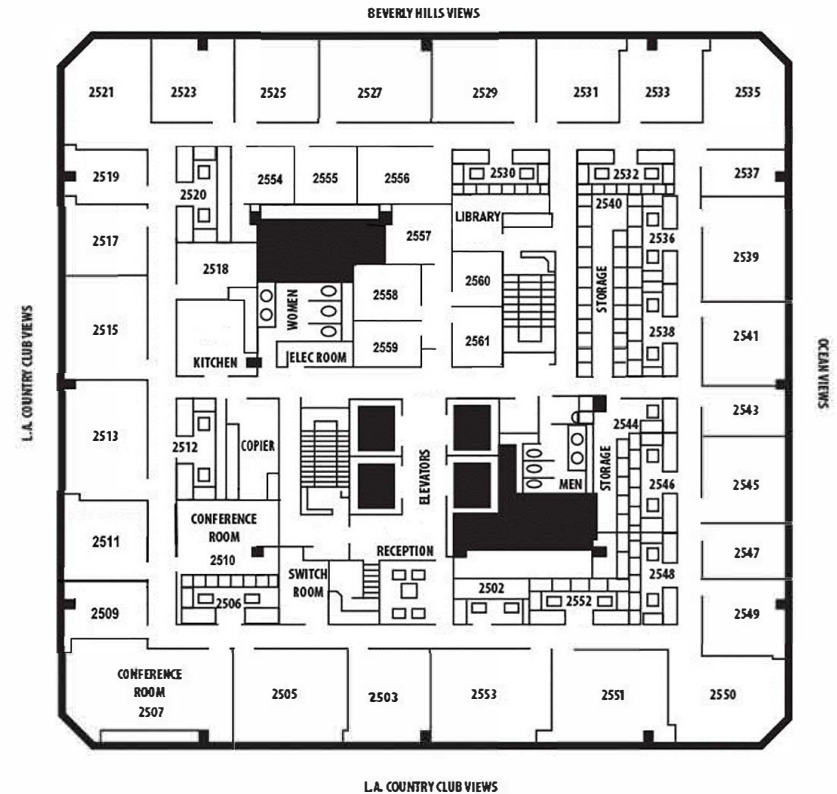 BEVERLY HILLS VIEWS
2521
2523
2525
2527
2529
2531
2533
2535
2519
2520
2554
2555
2556
2530
2532
2537
2517
2518
2557
LIBRARY
2540
2536
2539
2515
WOMEN
2558
2560
STORAGE
2538
2541
KITCHEN
ELEC ROOM
2559
2561
L.A. COUNTRY CLUB VIEWS
OCEAN VIEWS
2513
2512
COPIER
ELEVATORS
MEN
STORAGE
2544
2543
2546
2545
2511
CONFERENCE
ROOM
2510
RECEPTION
2547
2509
2506
SWITCH
ROOM
2502
2552
2548
2549
CONFERENCE
ROOM
2507
2505
2503
2553
2551
2550
L.A. COUNTRY CLUB VIEWS